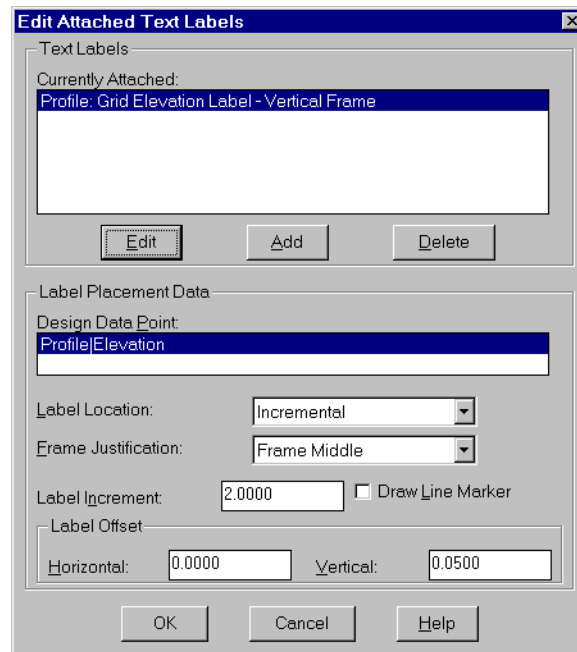 Edit Attached Text Labels
Text Labels
Currently Attached:
Profile: Grid Elevation Label - Vertical Frame
Edit Add Delete
Label Placement Data
Design Data Point:
Profile|Elevation
Label Location: Incremental
Frame Justification: Frame Middle
Label Increment: 2.0000 Draw Line Marker
Label Offset
Horizontal: 0.0000 Vertical: 0.0500
OK Cancel Help